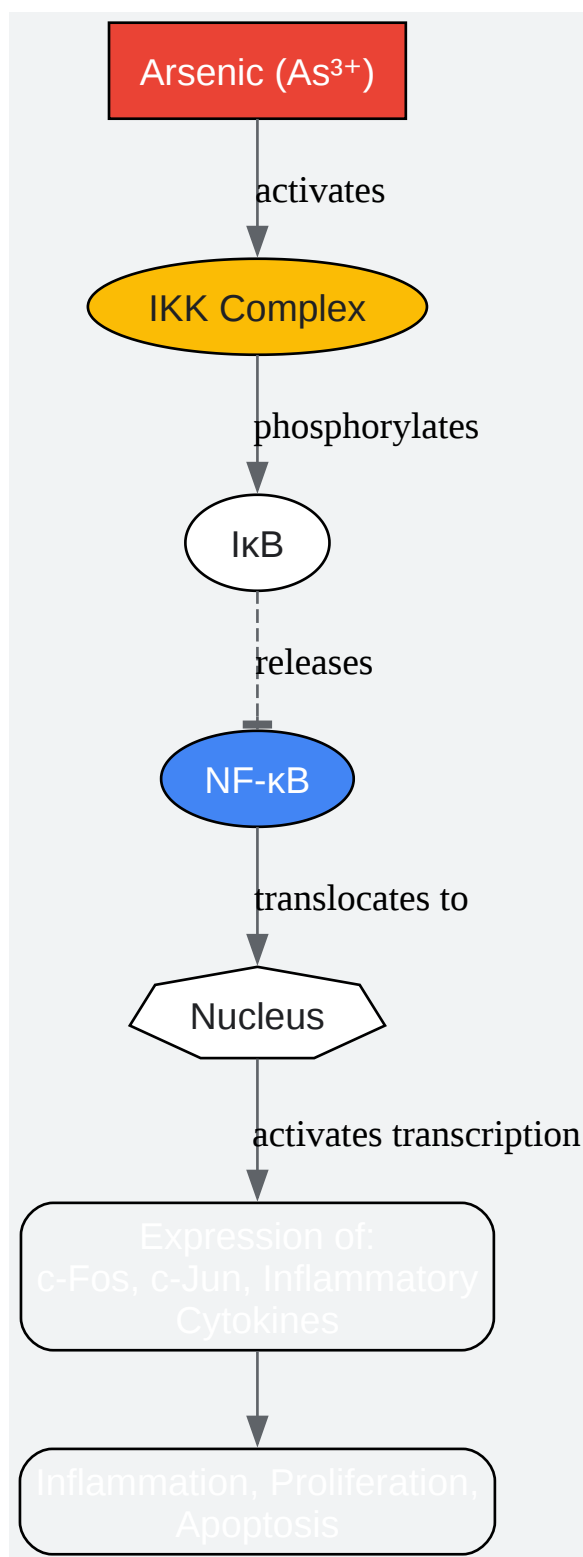 Arsenic (As³⁺)
activates
IKK Complex
phosphorylates
IκB
releases
NF-κB
translocates to
Nucleus
activates transcription
Expression of:
c-Fos, c-Jun, Inflammatory
Cytokines
Inflammation, Proliferation,
Apoptosis